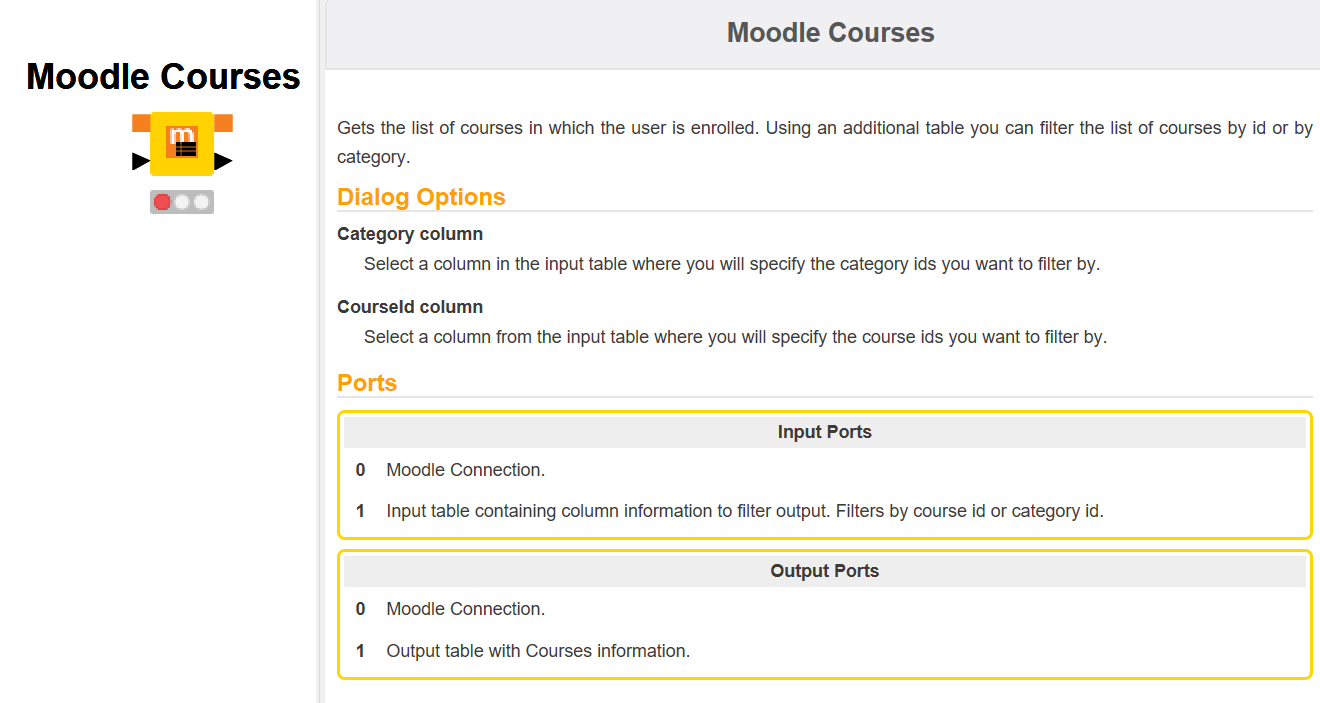 Moodle Courses
m
Moodle Courses
Gets the list of courses in which the user is enrolled. Using an additional table you can filter the list of courses by id or by
category.
Dialog Options
Category column
Select a column in the input table where you will specify the category ids you want to filter by.
CourseId column
Select a column from the input table where you will specify the course ids you want to filter by.
Ports
Input Ports
0 Moodle Connection.
1 Input table containing column information to filter output. Filters by course id or category id.
Output Ports
0 Moodle Connection.
1 Output table with Courses information.